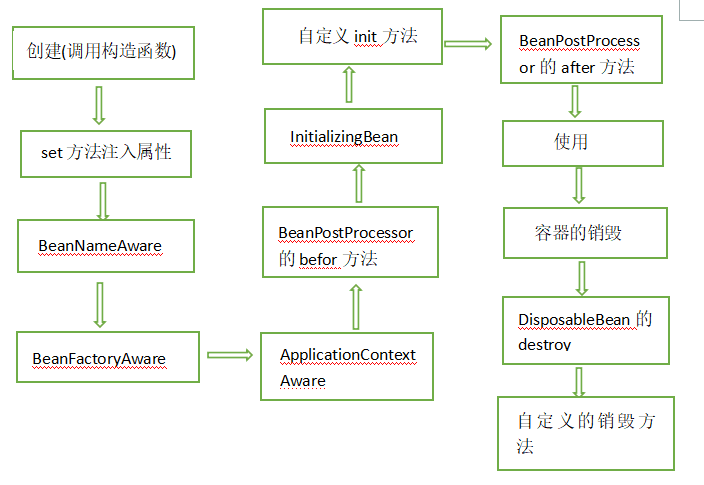 创建(调用构造函数)
set 方法注入属性
BeanNameAware
BeanFactoryAware
ApplicationContext
Aware
BeanPostProcessor
的 befor 方法
InitializingBean
自定义 init 方法
BeanPostProcess
or 的 after 方法
使用
容器的销毁
DisposableBean 的
destroy
自定义的销毁方
法